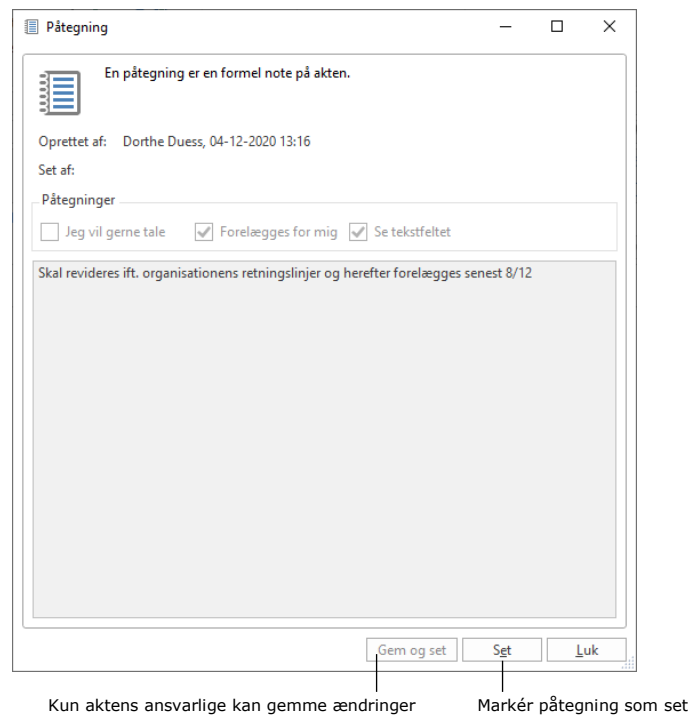 Påtegning
En påtegning er en formel note på akten.
Oprettet af: Dorthe Duess, 04-12-2020 13:16
Set af:
Påtegninger
Jeg vil gerne tale Forelægges for mig Se tekstfeltet
Skal revideres ift. organisationens retningslinjer og herefter forelægges senest 8/12
Gem og set Set Luk
Kun aktens ansvarlige kan gemme ændringer Markér påtegning som set